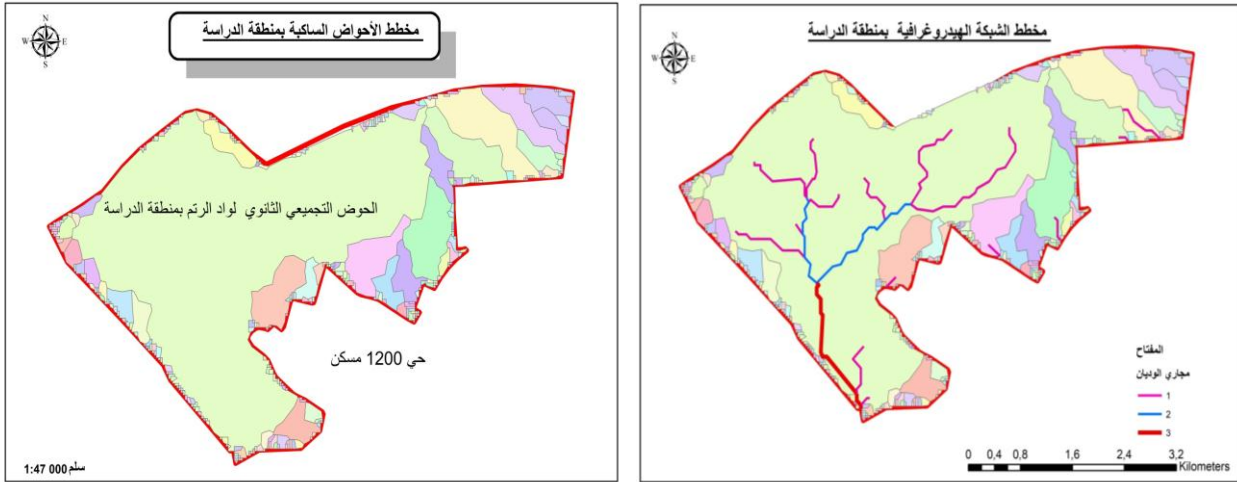 مخطط الأحواض الساكبة بمنطقة الدراسة
N
W E
S
الحوض التجميعي الثانوي لواد الرتم بمنطقة الدراسة
حي 1200 مسكن
سلم 1:47 000
مخطط الشبكة الهيدروغرافية بمنطقة الدراسة
N
W E
S
المفتاح
مجاري الوديان
1
2
3
0 0,4 0,8 1,6 2,4 3,2
Kilometers